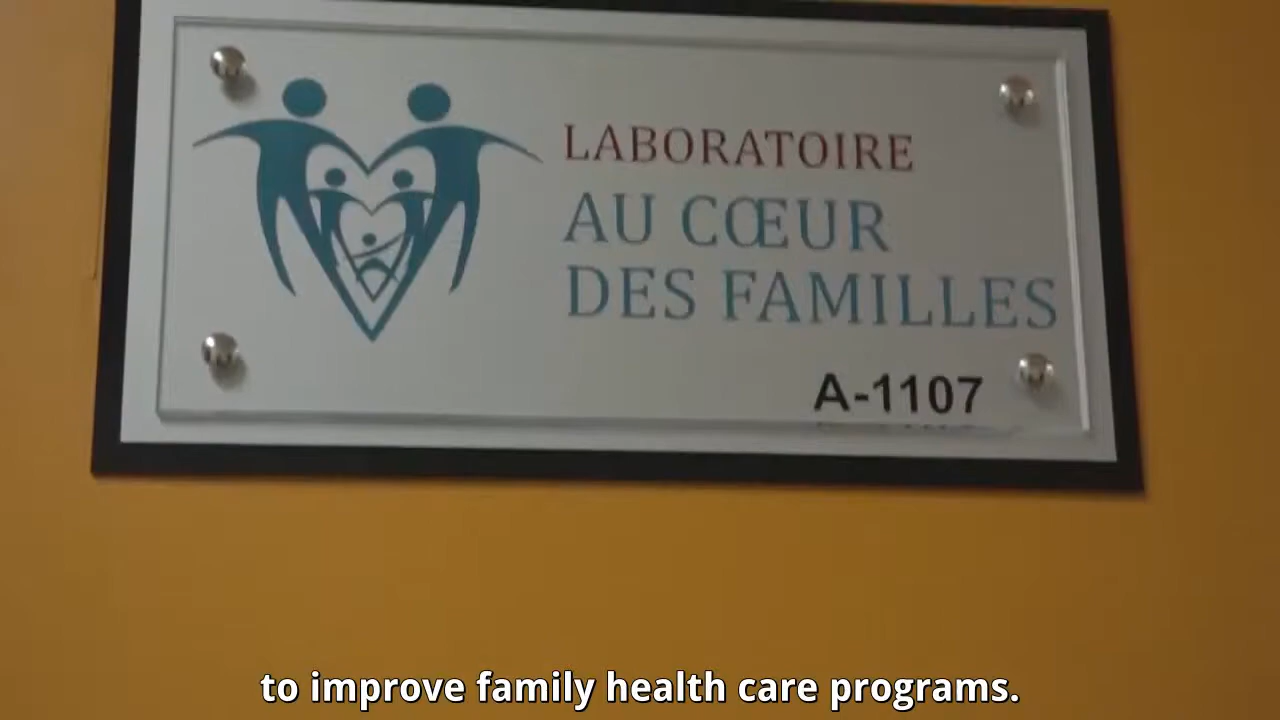 LABORATOIRE
AU CŒUR
DES FAMILLES
A-1107
to improve family health care programs.